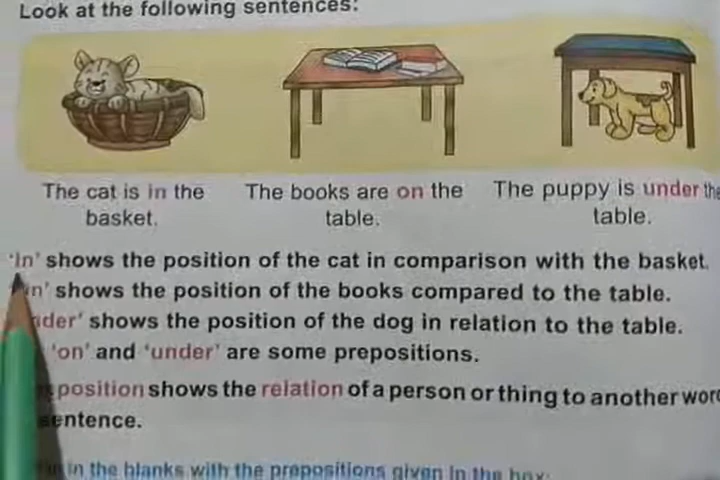 Look at the following sentences:
The cat is in the basket.
The books are on the table.
The puppy is under the table.
'In' shows the position of the cat in comparison with the basket.
shows the position of the books compared to the table.
shows the position of the dog in relation to the table.
'on' and 'under' are some prepositions.
position shows the relation of a person or thing to another
sentence.
in the blanks with the prepositions given in the box: